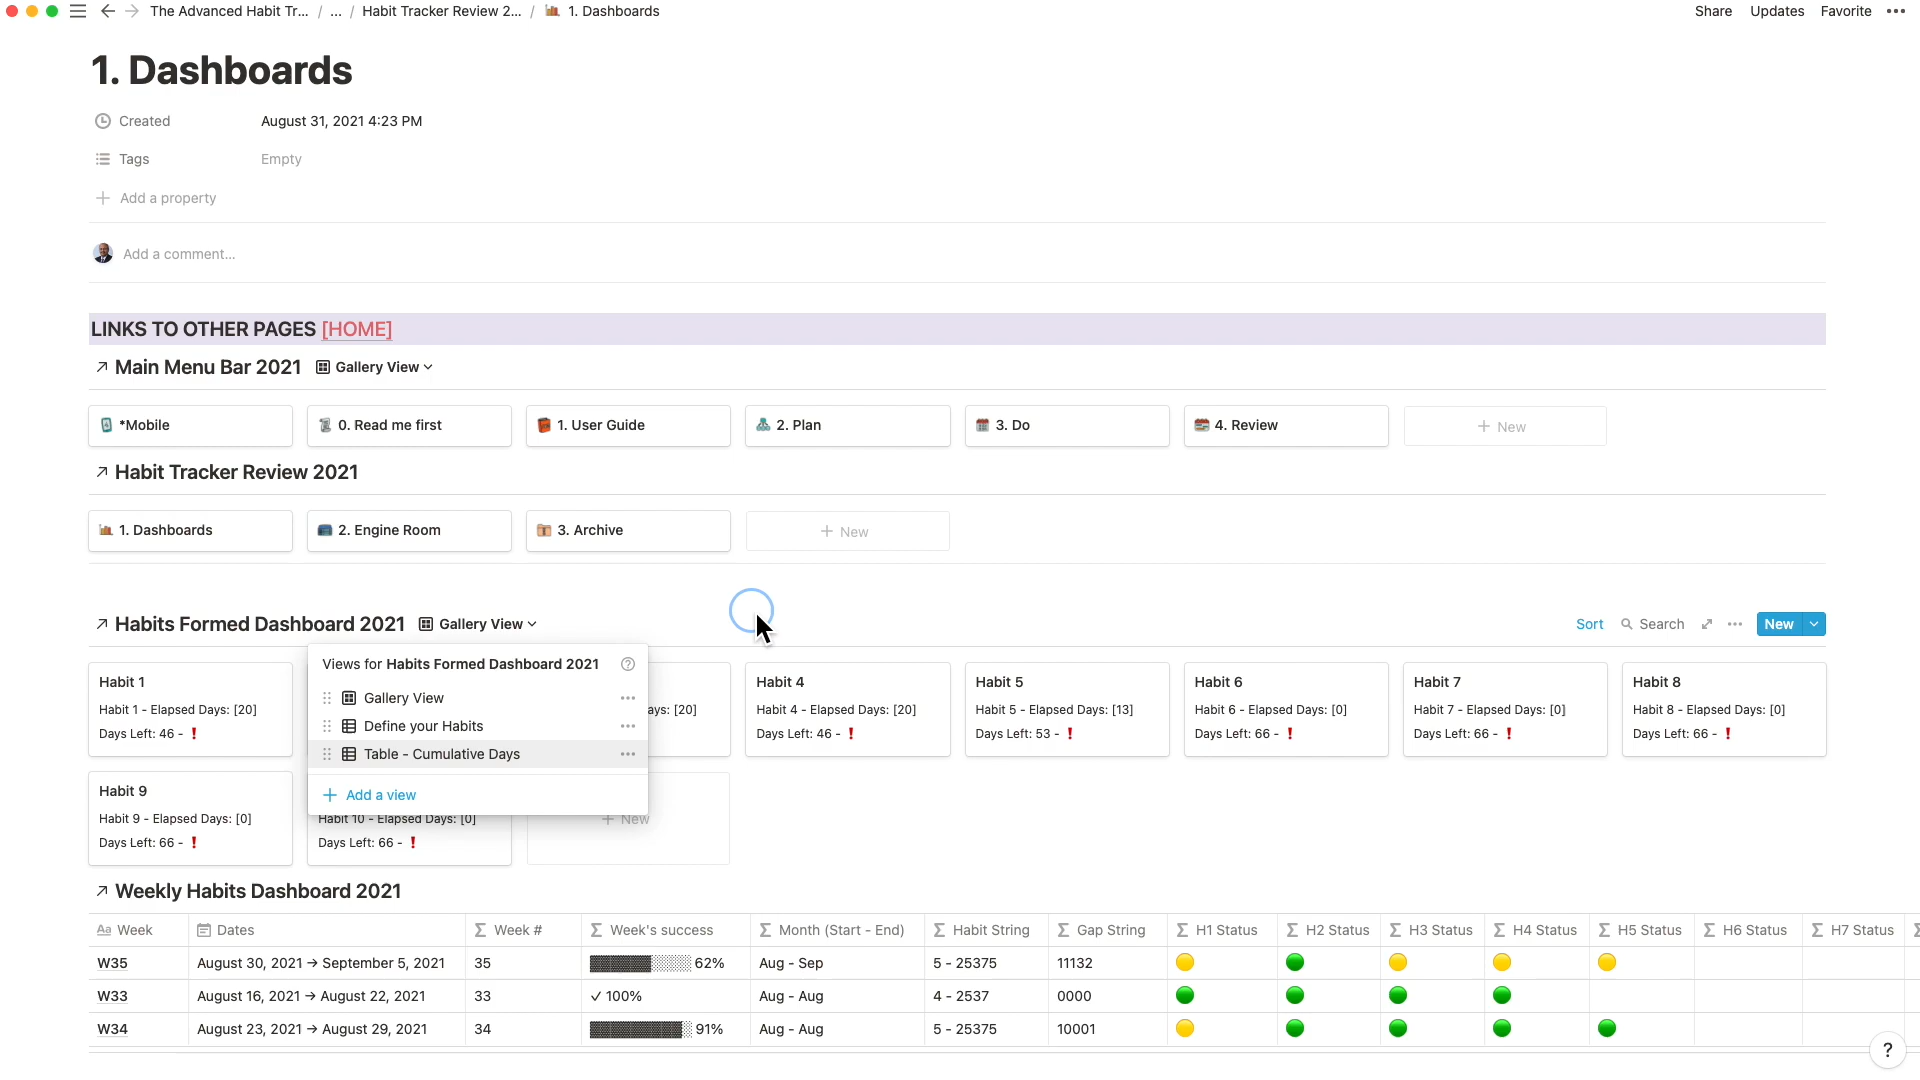 The Advanced Habit Tr... / ... / Habit Tracker Review 2... / 1. Dashboards
Share Updates Favorite
1. Dashboards
Created August 31, 2021 4:23 PM
Tags Empty
Add a property
Add a comment...
LINKS TO OTHER PAGES [HOME]
Main Menu Bar 2021 Gallery View
*Mobile 0. Read me first 1. User Guide 2. Plan 3. Do 4. Review New
Habit Tracker Review 2021
1. Dashboards 2. Engine Room 3. Archive New
Habits Formed Dashboard 2021 Gallery View Sort Search New
Views for Habits Formed Dashboard 2021
Gallery View
Define your Habits
Table - Cumulative Days
Add a view
Habit 1 Habit 4 Habit 5 Habit 6 Habit 7 Habit 8
Habit 1 - Elapsed Days: [20] ays: [20] Habit 4 - Elapsed Days: [20] Habit 5 - Elapsed Days: [13] Habit 6 - Elapsed Days: [0] Habit 7 - Elapsed Days: [0] Habit 8 - Elapsed Days: [0]
Days Left: 46 - ❗ Days Left: 46 - ❗ Days Left: 53 - ❗ Days Left: 66 - ❗ Days Left: 66 - ❗ Days Left: 66 - ❗
Habit 9
Habit 9 - Elapsed Days: [0] Habit 10 - Elapsed Days: [0] New
Days Left: 66 - ❗ Days Left: 66 - ❗
Weekly Habits Dashboard 2021
Aa Week Dates Σ Week # Σ Week's success Σ Month (Start - End) Σ Habit String Σ Gap String Σ H1 Status Σ H2 Status Σ H3 Status Σ H4 Status Σ H5 Status Σ H6 Status Σ H7 Status Σ
W35 August 30, 2021 → September 5, 2021 35 62% Aug - Sep 5 - 25375 11132
W33 August 16, 2021 → August 22, 2021 33 ✓ 100% Aug - Aug 4 - 2537 0000
W34 August 23, 2021 → August 29, 2021 34 91% Aug - Aug 5 - 25375 10001
?